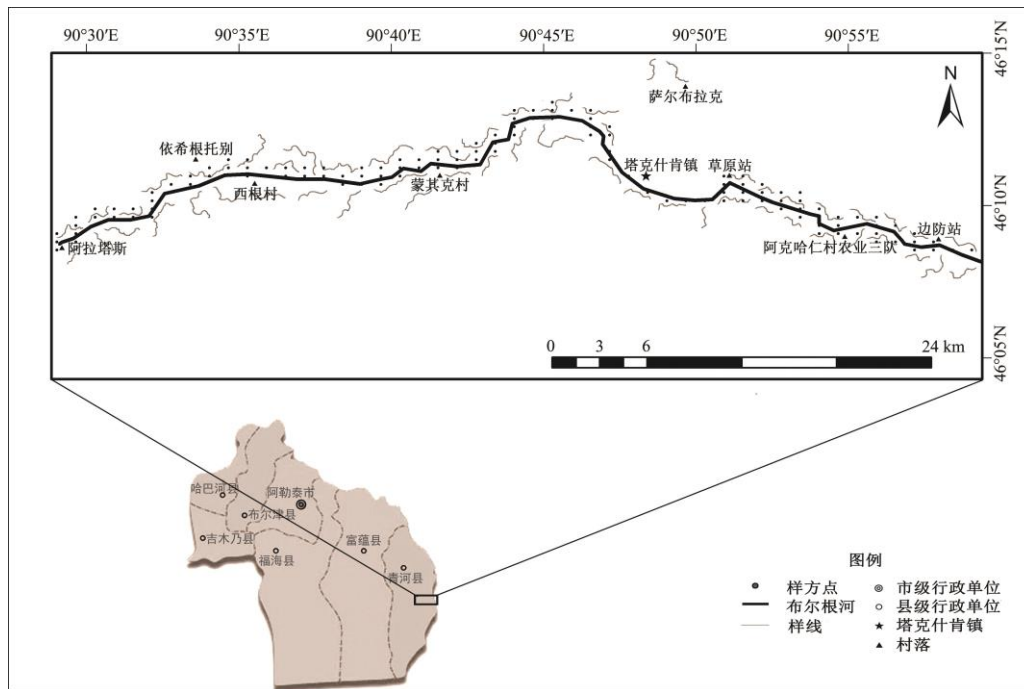 90°30′E 90°35′E 90°40′E 90°45′E 90°50′E 90°55′E
46°15′N
N
萨尔布拉克
依希根托别
塔克什肯镇
草原站
西根村
蒙其克村
46°10′N
边防站
阿拉塔斯
阿克哈仁村农业三队
0 3 6 24 km
46°05′N
哈巴河县
阿勒泰市
布尔津县
吉木乃县
富蕴县
福海县
青河县
图例
样方点
市级行政单位
布尔根河
县级行政单位
样线
塔克什肯镇
村落